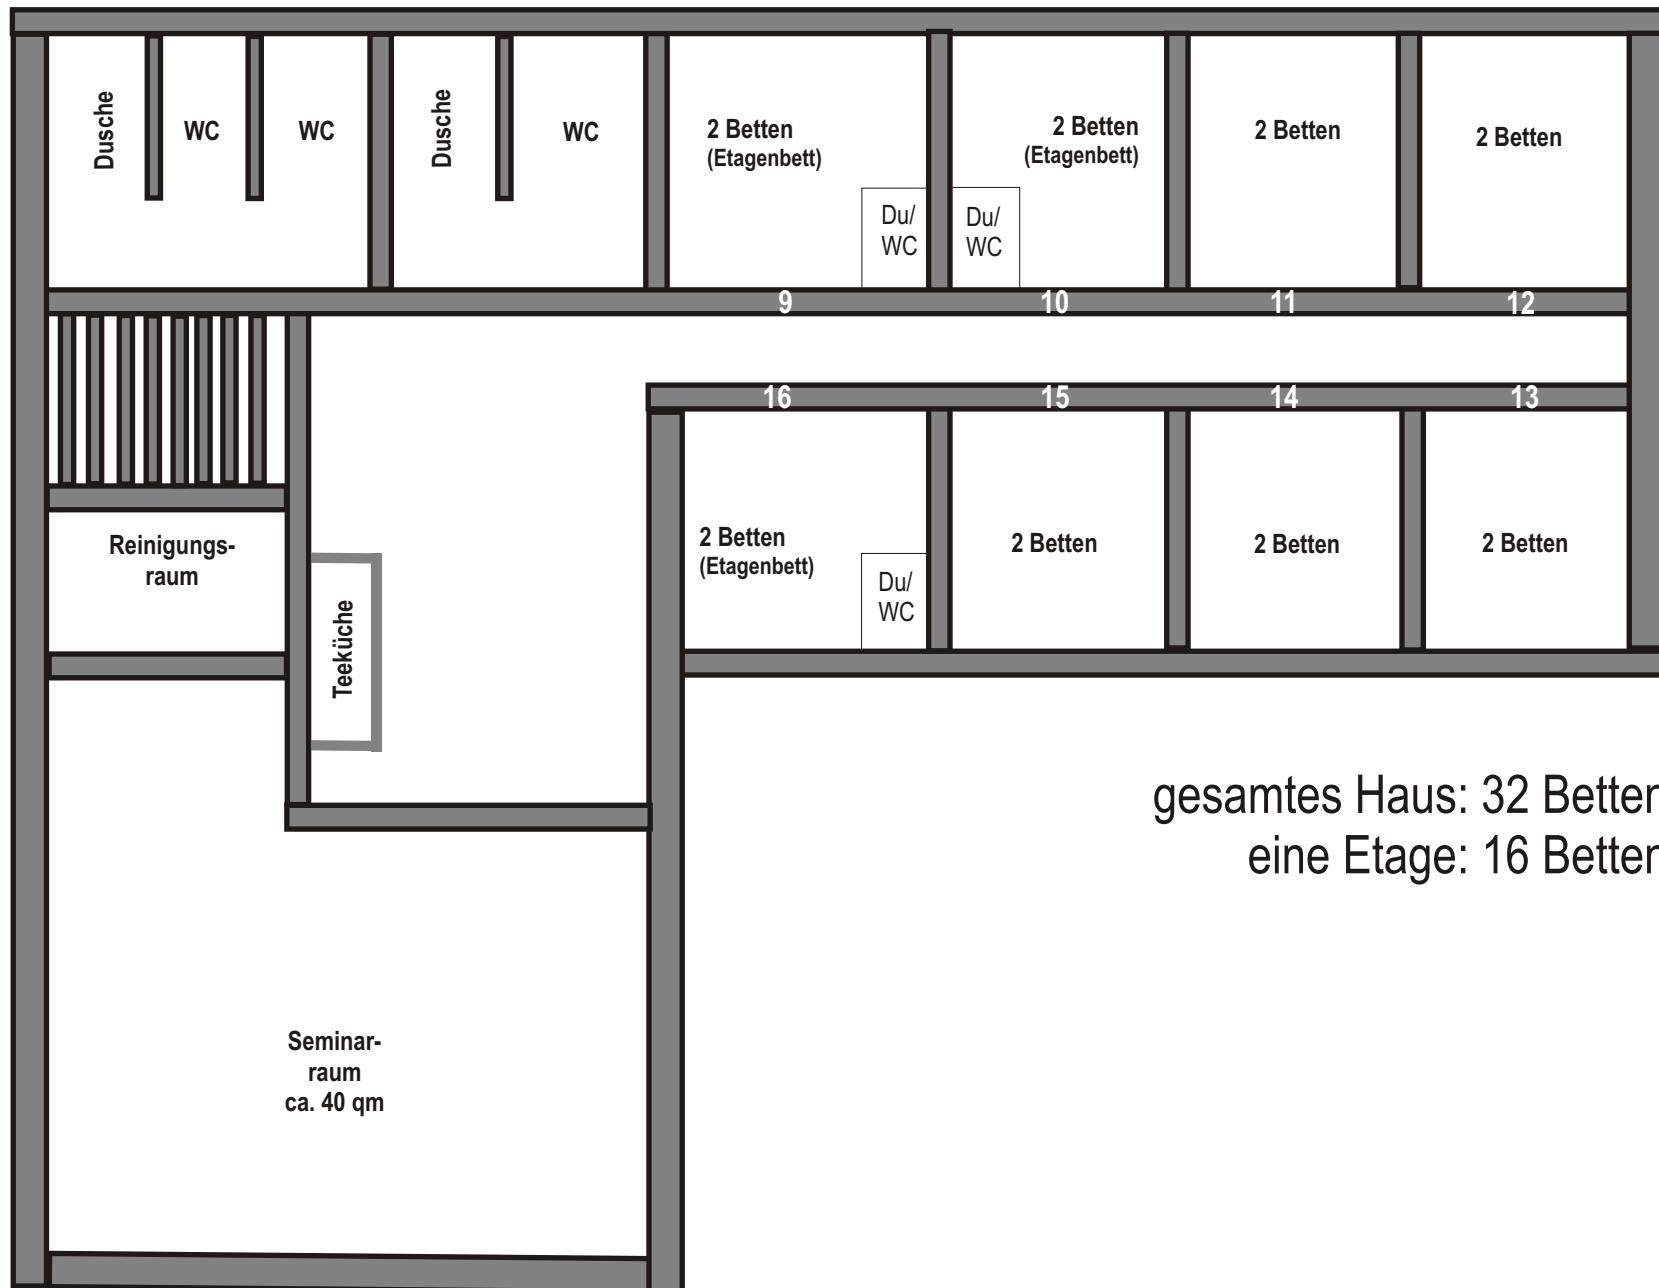 Dusche
WC
WC
Dusche
WC
2 Betten
(Etagenbett)
2 Betten
(Etagenbett)
2 Betten
2 Betten
Du/
WC
Du/
WC
9
10
11
12
16
15
14
13
Reinigungs-
raum
Teeküche
2 Betten
(Etagenbett)
Du/
WC
2 Betten
2 Betten
2 Betten
gesamtes Haus: 32 Betten
eine Etage: 16 Betten
Seminar-
raum
ca. 40 qm